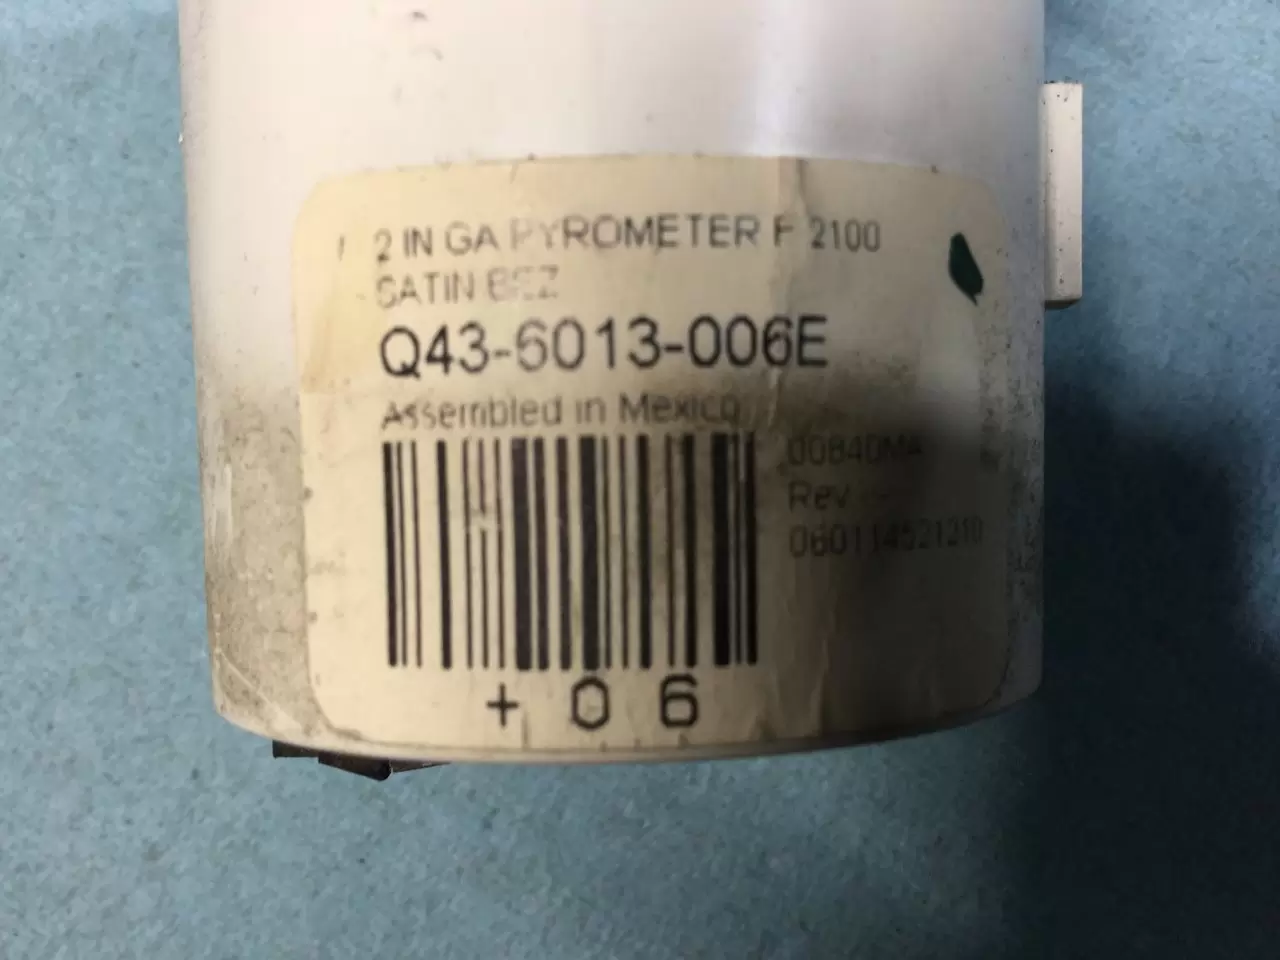 2 IN GA PYROMETER F 2100
SATIN BEZ
Q43-6013-006E
Assembled in Mexico
00840MA
Rev
+ 0 6